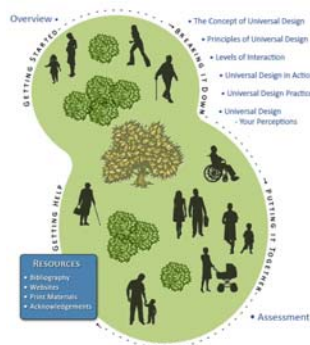 Overview •
• The Concept of Universal Design
• Principles of Universal Design
• Levels of Interaction
• Universal Design in Actio
• Universal Design Practic
• Universal Design
- Your Perceptions
GETTING STARTED
BREAKING IT DOWN
GETTING HELP
PUTTING IT TOGETHER
RESOURCES
• Bibliography
• Websites
• Print Materials
• Acknowledgements
• Assessment